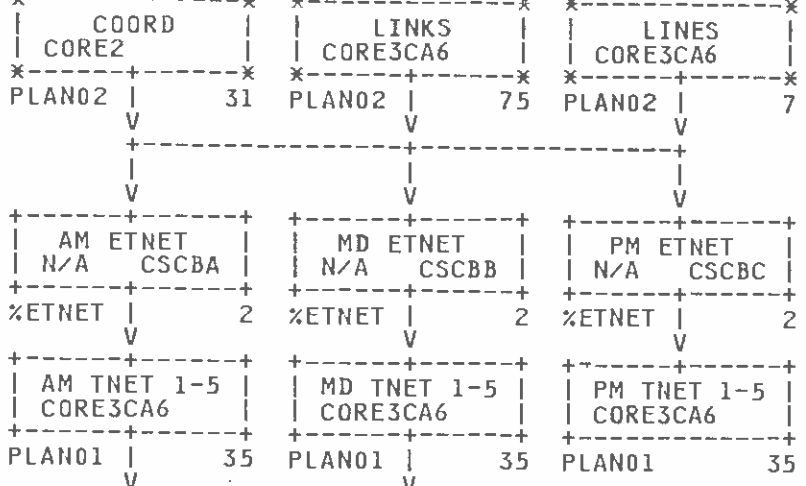 COORD LINKS LINES
CORE2 CORE3CA6 CORE3CA6
PLAN02 31 PLAN02 75 PLAN02 7
AM ETNET MD ETNET PM ETNET
N/A CSCBA N/A CSCBB N/A CSCBC
%ETNET 2 %ETNET 2 %ETNET 2
AM TNET 1-5 MD TNET 1-5 PM TNET 1-5
CORE3CA6 CORE3CA6 CORE3CA6
PLAN01 35 PLAN01 35 PLAN01 35